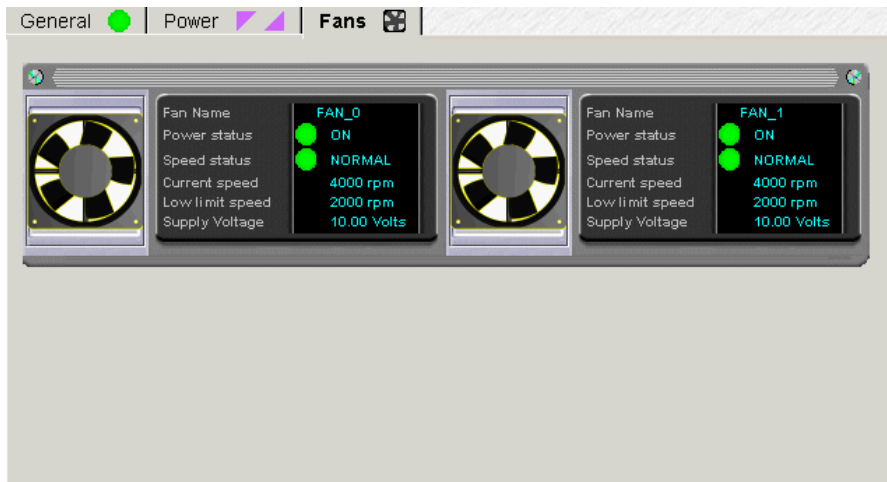 General Power Fans
Fan Name FAN_0
Power status ON
Speed status NORMAL
Current speed 4000 rpm
Low limit speed 2000 rpm
Supply Voltage 10.00 Volts
Fan Name FAN_1
Power status ON
Speed status NORMAL
Current speed 4000 rpm
Low limit speed 2000 rpm
Supply Voltage 10.00 Volts